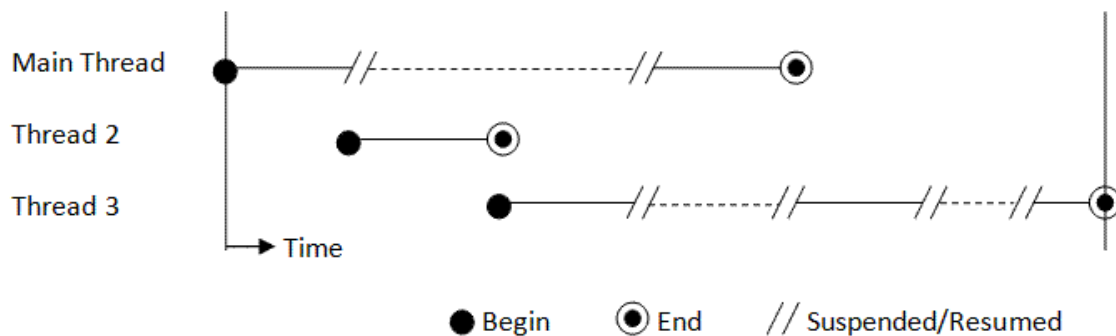 Main Thread
Thread 2
Thread 3
Time
Begin End // Suspended/Resumed